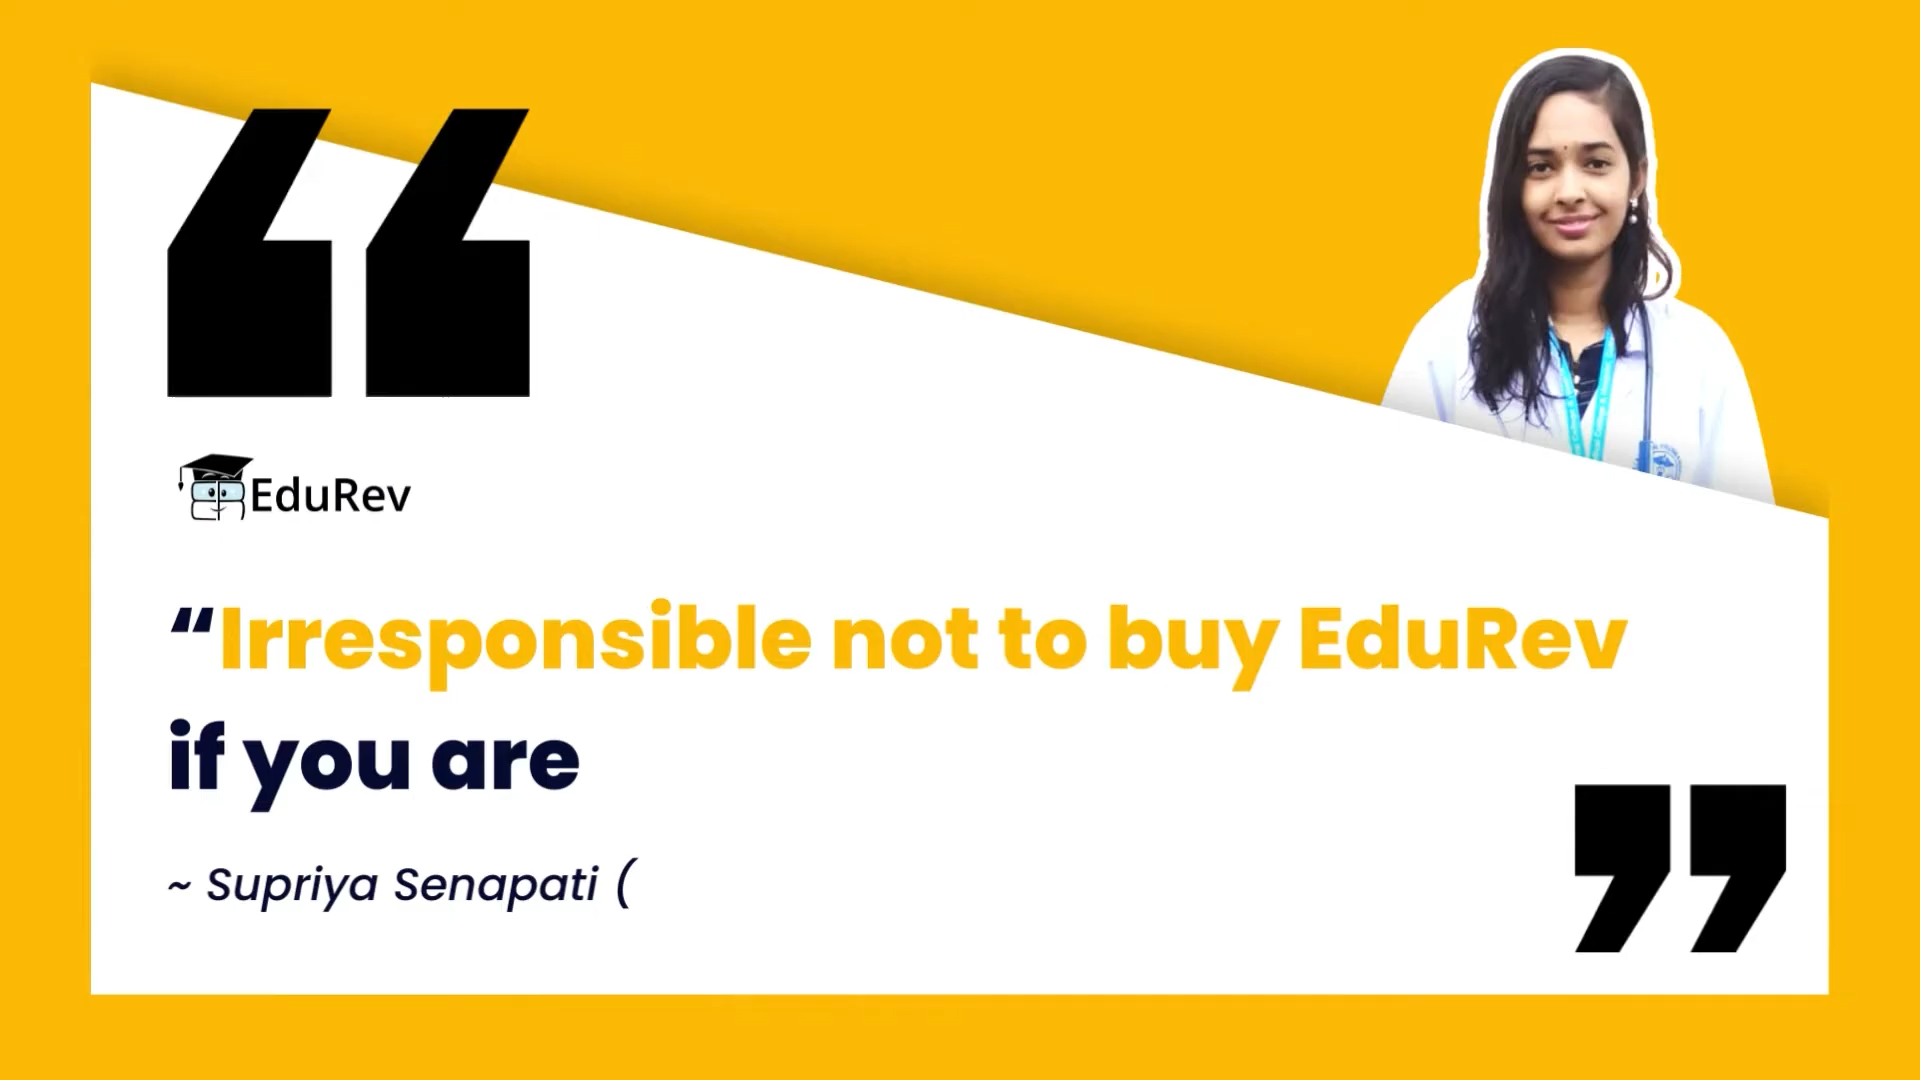 EduRev
“Irresponsible not to buy EduRev
if you are
~ Supriya Senapati (